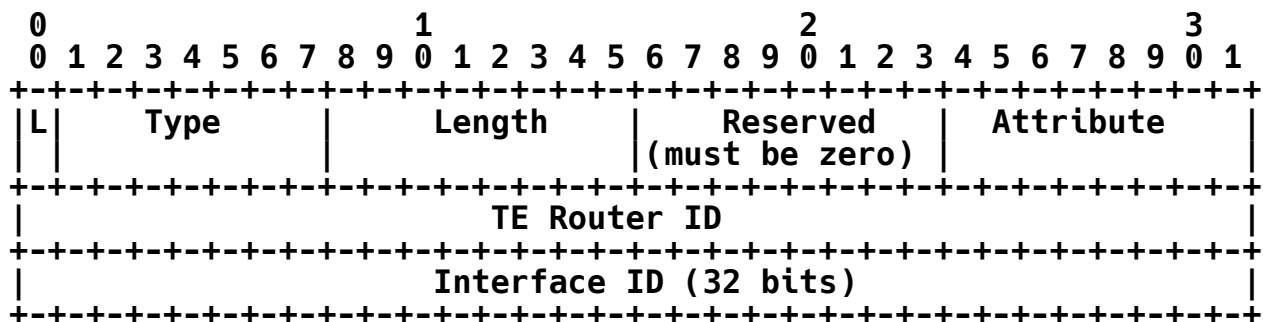 0                   1                   2                   3
 0 1 2 3 4 5 6 7 8 9 0 1 2 3 4 5 6 7 8 9 0 1 2 3 4 5 6 7 8 9 0 1
+-+-+-+-+-+-+-+-+-+-+-+-+-+-+-+-+-+-+-+-+-+-+-+-+-+-+-+-+-+-+-+-+
|L|    Type     |     Length    |    Reserved   |  Attribute    |
| |             |               |(must be zero) |               |
+-+-+-+-+-+-+-+-+-+-+-+-+-+-+-+-+-+-+-+-+-+-+-+-+-+-+-+-+-+-+-+-+
|                        TE Router ID                           |
+-+-+-+-+-+-+-+-+-+-+-+-+-+-+-+-+-+-+-+-+-+-+-+-+-+-+-+-+-+-+-+-+
|                     Interface ID (32 bits)                    |
+-+-+-+-+-+-+-+-+-+-+-+-+-+-+-+-+-+-+-+-+-+-+-+-+-+-+-+-+-+-+-+-+